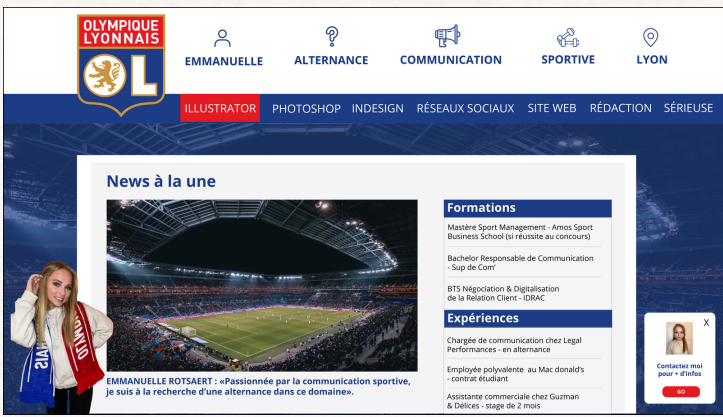 OLYMPIQUE
LYONNAIS
OL
EMMANUELLE
ALTERNANCE
COMMUNICATION
SPORTIVE
LYON
ILLUSTRATOR
PHOTOSHOP
INDESIGN
RÉSEAUX SOCIAUX
SITE WEB
RÉDACTION
SÉRIEUSE
News à la une
EMMANUELLE ROTSAERT : «Passionnée par la communication sportive,
je suis à la recherche d'une alternance dans ce domaine».
Formations
Mastère Sport Management - Amos Sport
Business School (si réussite au concours)
Bachelor Responsable de Communication
- Sup de Com'
BTS Négociation & Digitalisation
de la Relation Client - IDRAC
Expériences
Chargée de communication chez Legal
Performances - en alternance
Employée polyvalente au Mac donald's
- contrat étudiant
Assistante commerciale chez Guzman
& Délices - stage de 2 mois
NAIS
OLYMP
X
Contactez moi
pour + d'infos
GO